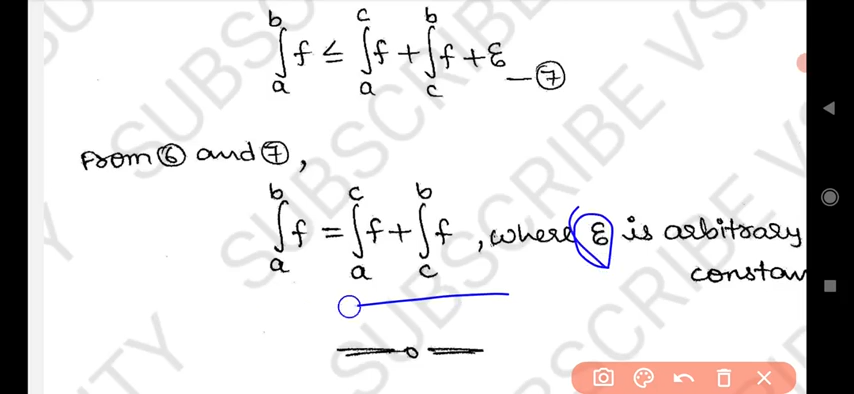 ∫_a^b f ≤ ∫_a^c f + ∫_c^b f + ε —⑦
From ⑥ and ⑦,
∫_a^b f = ∫_a^c f + ∫_c^b f, where ε is arbitrary
constan
SUBSCRIBE